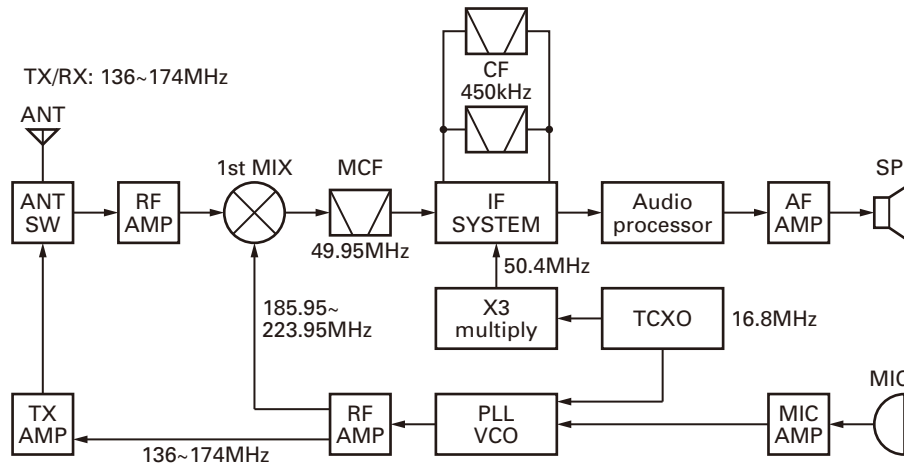 TX/RX: 136~174MHz
ANT
CF
450kHz
1st MIX
MCF
SP
ANT
SW
RF
AMP
IF
SYSTEM
Audio
processor
AF
AMP
49.95MHz
50.4MHz
185.95~
223.95MHz
X3
multiply
TCXO
16.8MHz
MIC
TX
AMP
RF
AMP
PLL
VCO
MIC
AMP
136~174MHz